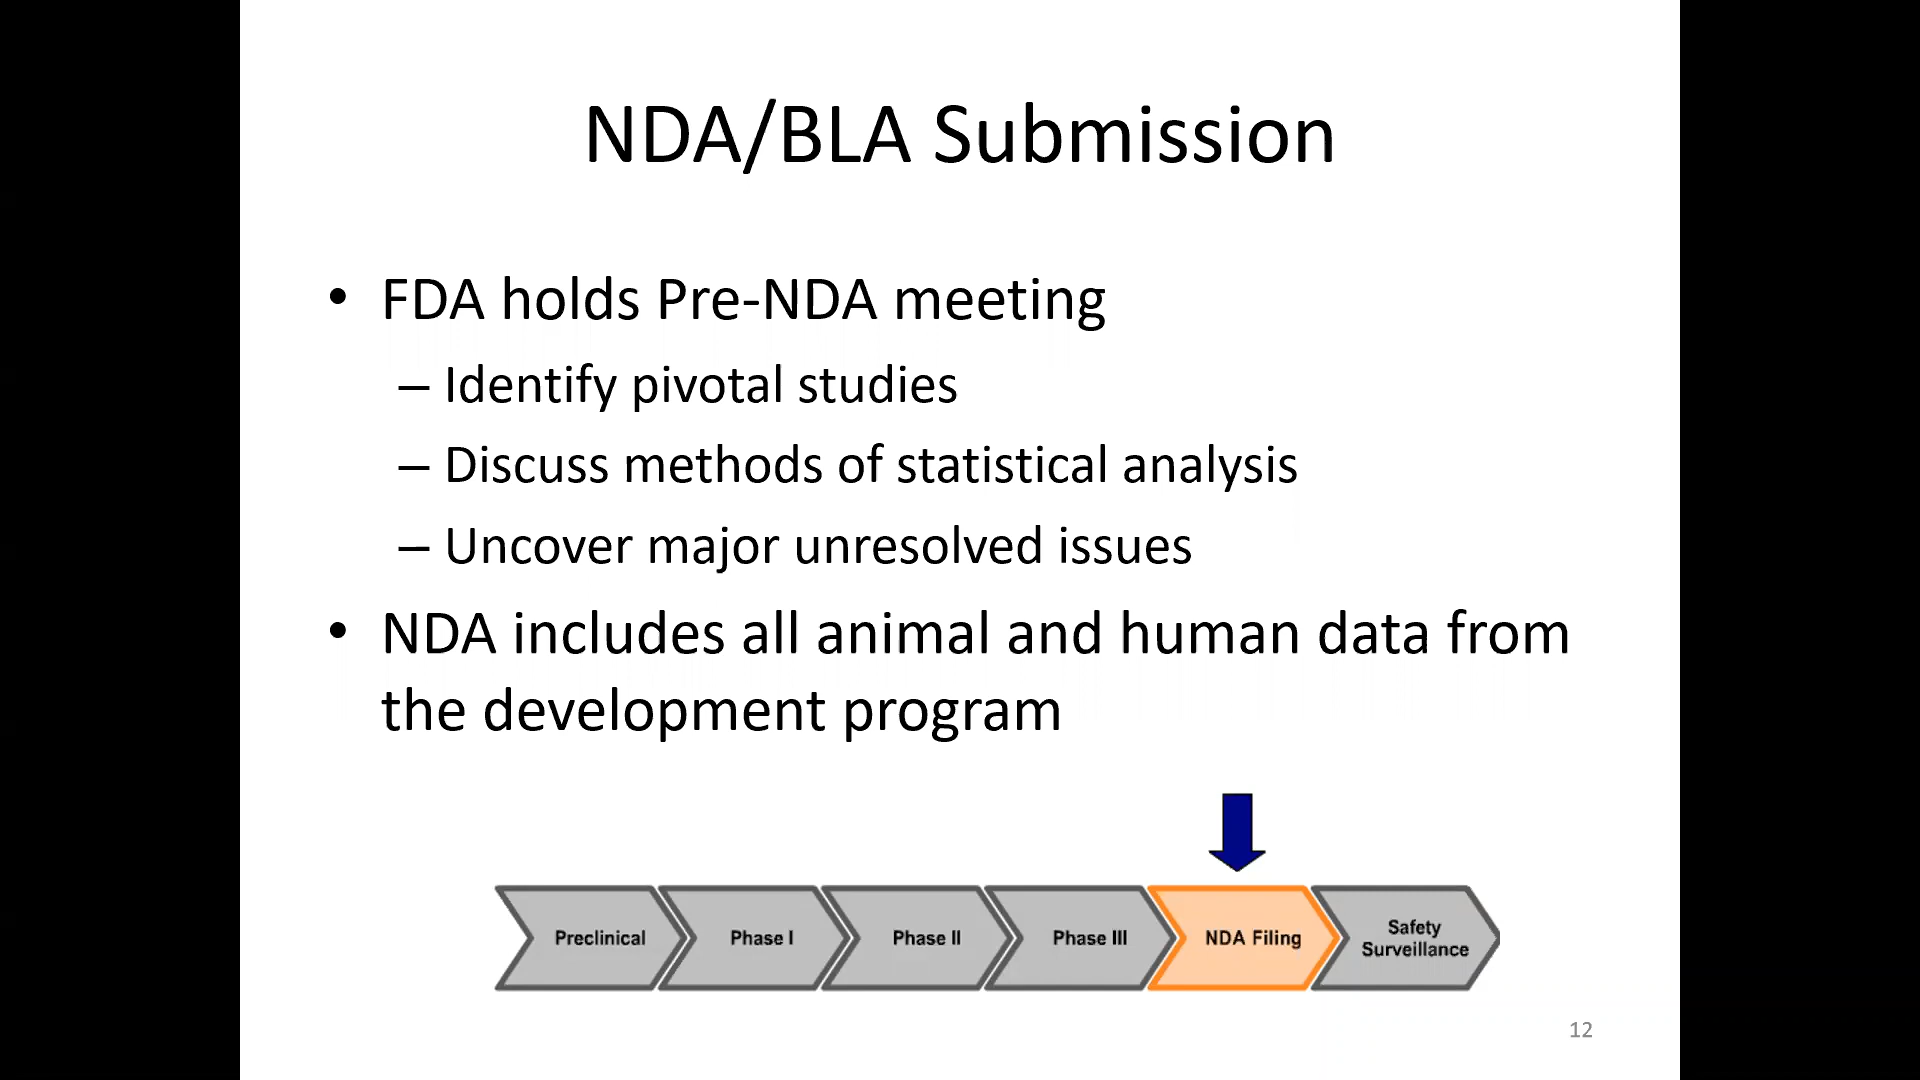 NDA/BLA Submission
• FDA holds Pre-NDA meeting
– Identify pivotal studies
– Discuss methods of statistical analysis
– Uncover major unresolved issues
• NDA includes all animal and human data from
the development program
Preclinical
Phase I
Phase II
Phase III
NDA Filing
Safety
Surveillance
12